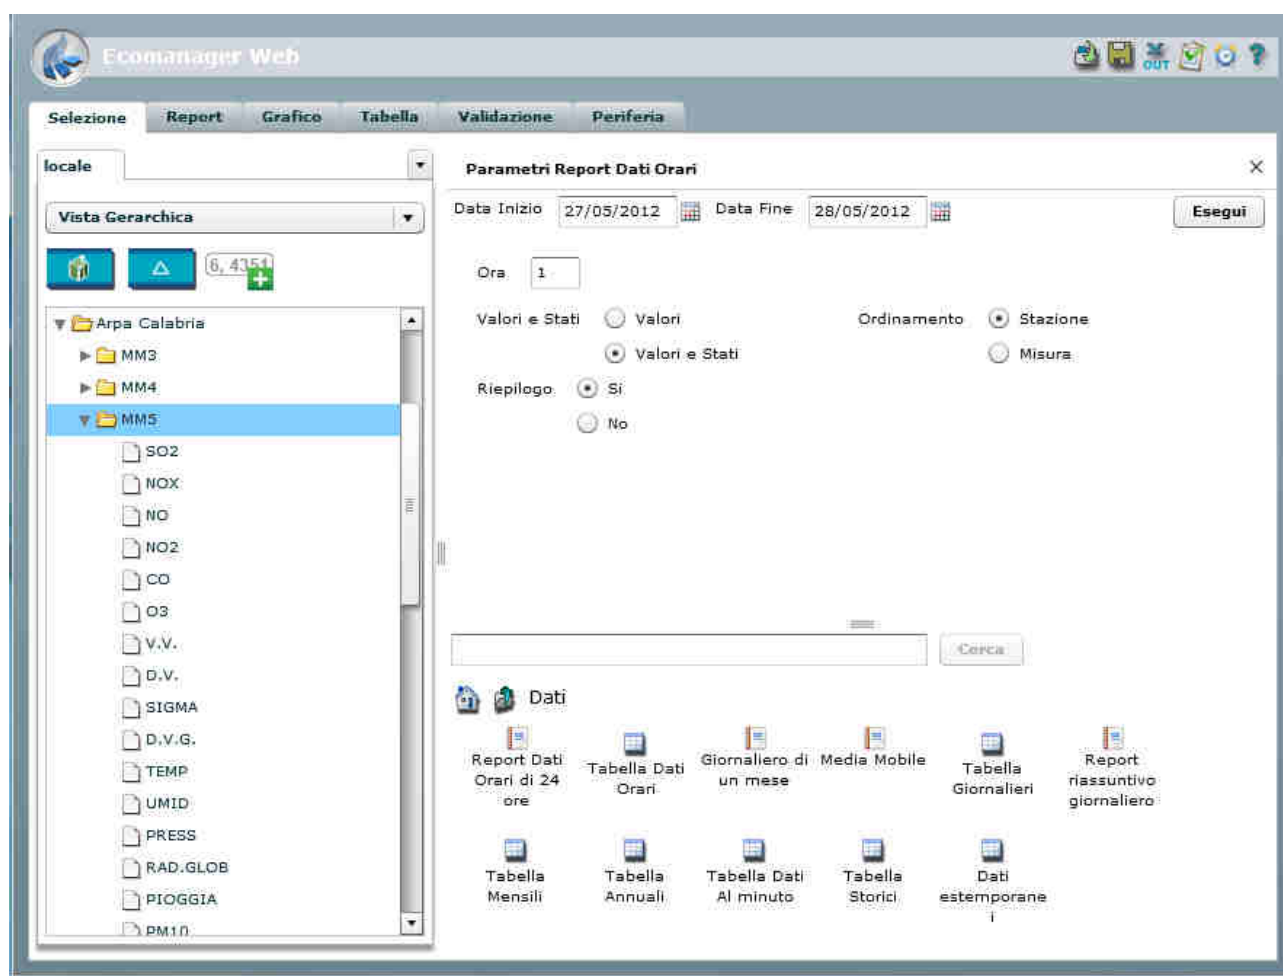 Ecomanager Web
OUT
Selezione Report Grafico Tabella Validazione Periferia
locale
Vista Gerarchica
6, 4351
Arpa Calabria
MM3
MM4
MM5
SO2
NOX
NO
NO2
CO
O3
V.V.
D.V.
SIGMA
D.V.G.
TEMP
UMID
PRESS
RAD.GLOB
PIOGGIA
PM10
Parametri Report Dati Orari
Data Inizio 27/05/2012 Data Fine 28/05/2012 Esegui
Ora 1
Valori e Stati Valori Ordinamento Stazione
Valori e Stati Misura
Riepilogo Si
No
Cerca
Dati
Report Dati
Orari di 24
ore
Tabella Dati
Orari
Giornaliero di
un mese
Media Mobile
Tabella
Giornalieri
Report
riassuntivo
giornaliero
Tabella
Mensili
Tabella
Annuali
Tabella Dati
Al minuto
Tabella
Storici
Dati
estemporane
i